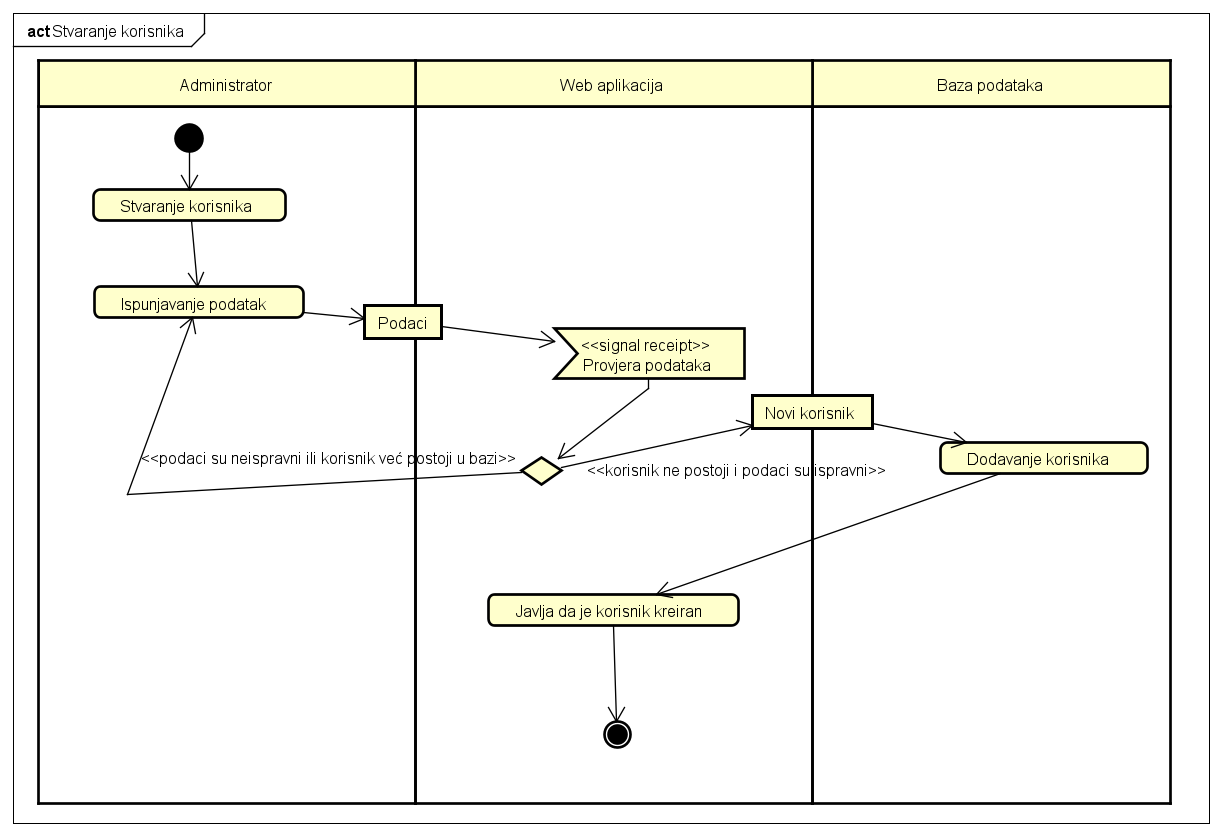 act Stvaranje korisnika
Administrator
Web aplikacija
Baza podataka
Stvaranje korisnika
Ispunjavanje podatak
Podaci
<<signal receipt>>
Provjera podataka
Novi korisnik
<<podaci su neispravni ili korisnik već postoji u bazi>>
<<korisnik ne postoji i podaci su ispravni>>
Dodavanje korisnika
Javlja da je korisnik kreiran